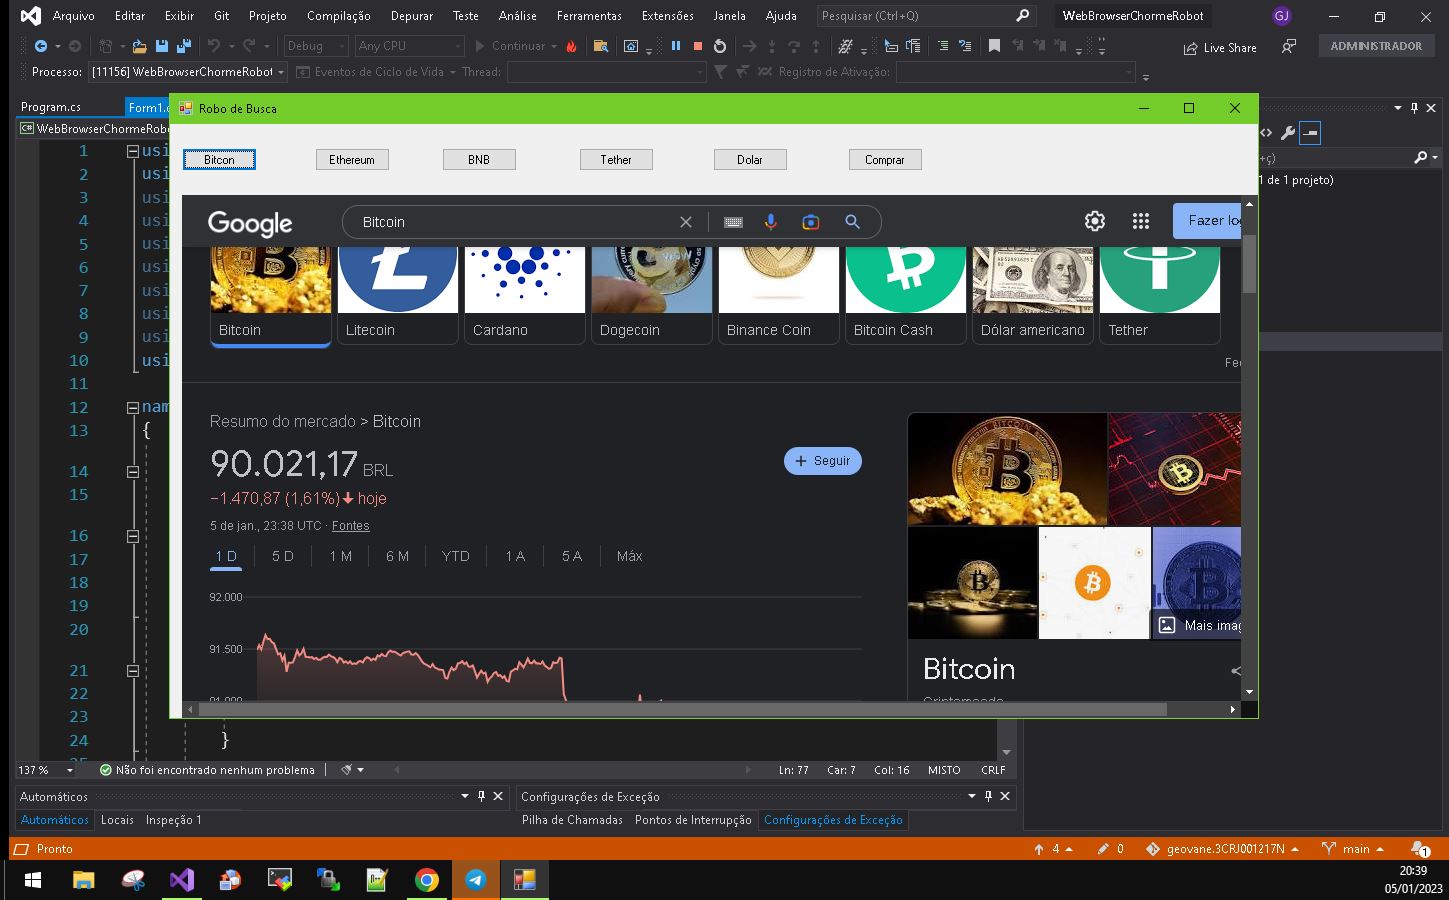 Arquivo Editar Exibir Git Projeto Compilação Depurar Teste Análise Ferramentas Extensões Janela Ajuda Pesquisar (Ctrl+Q) WebBrowserChormeRobot GJ
Debug Any CPU Continuar Live Share ADMINISTRADOR
Processo: [11156] WebBrowserChormeRobot Eventos de Ciclo de Vida Thread: Registro de Ativação:
Program.cs Form1.c
Robo de Busca
C# WebBrowserChormeRobo
Bitcon Ethereum BNB Tether Dolar Comprar
+ç)
1 de 1 projeto)
1 usi
2 usi
3 usi
4 usi
5 usi
6 usi
7 usi
8 usi
9 usi
10 usi
11
12 nam
13 {
14
15
16
17
18
19
20
21
22
23
24 }
Google Bitcoin Fazer log
Bitcoin Litecoin Cardano Dogecoin Binance Coin Bitcoin Cash Dólar americano Tether
Fee
Resumo do mercado > Bitcoin
90.021,17 BRL
+ Seguir
−1.470,87 (1,61%) hoje
5 de jan., 23:38 UTC · Fontes
1 D 5 D 1 M 6 M YTD 1 A 5 A Máx
92.000
91.500
91.000
Mais imag
Bitcoin
Criptomoeda
137 % Não foi encontrado nenhum problema Ln: 77 Car: 7 Col: 16 MISTO CRLF
Automáticos
Configurações de Exceção
Automáticos Locais Inspeção 1
Pilha de Chamadas Pontos de Interrupção Configurações de Exceção
Pronto 4 0 geovane.3CRJ001217N main 1
20:39
05/01/2023